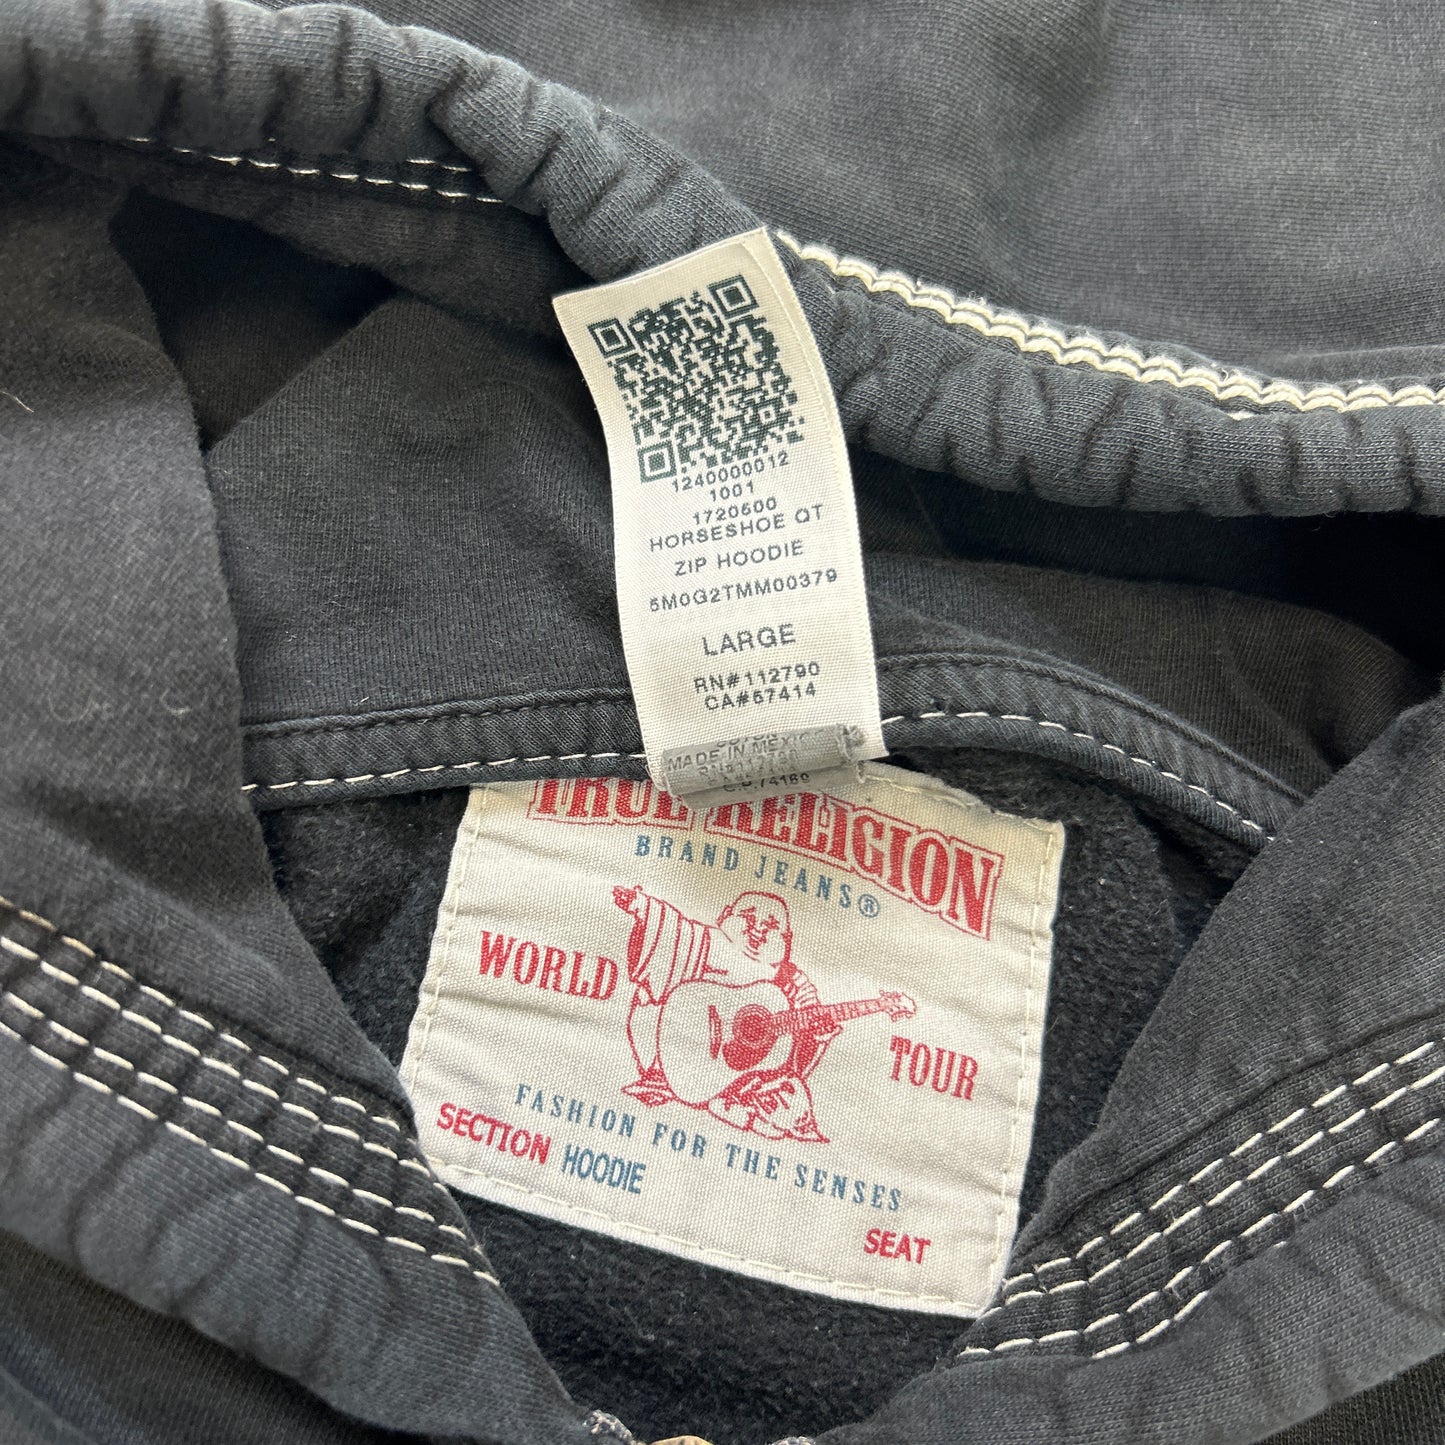 1240000012
1001
1720500
HORSESHOE QT
ZIP HOODIE
5M0G2TMM00379
LARGE
RN#112790
CA#57414
MADE IN MEXICO
TRUE RELIGION
BRAND JEANS®
WORLD TOUR
FASHION FOR THE SENSES
SECTION HOODIE
SEAT